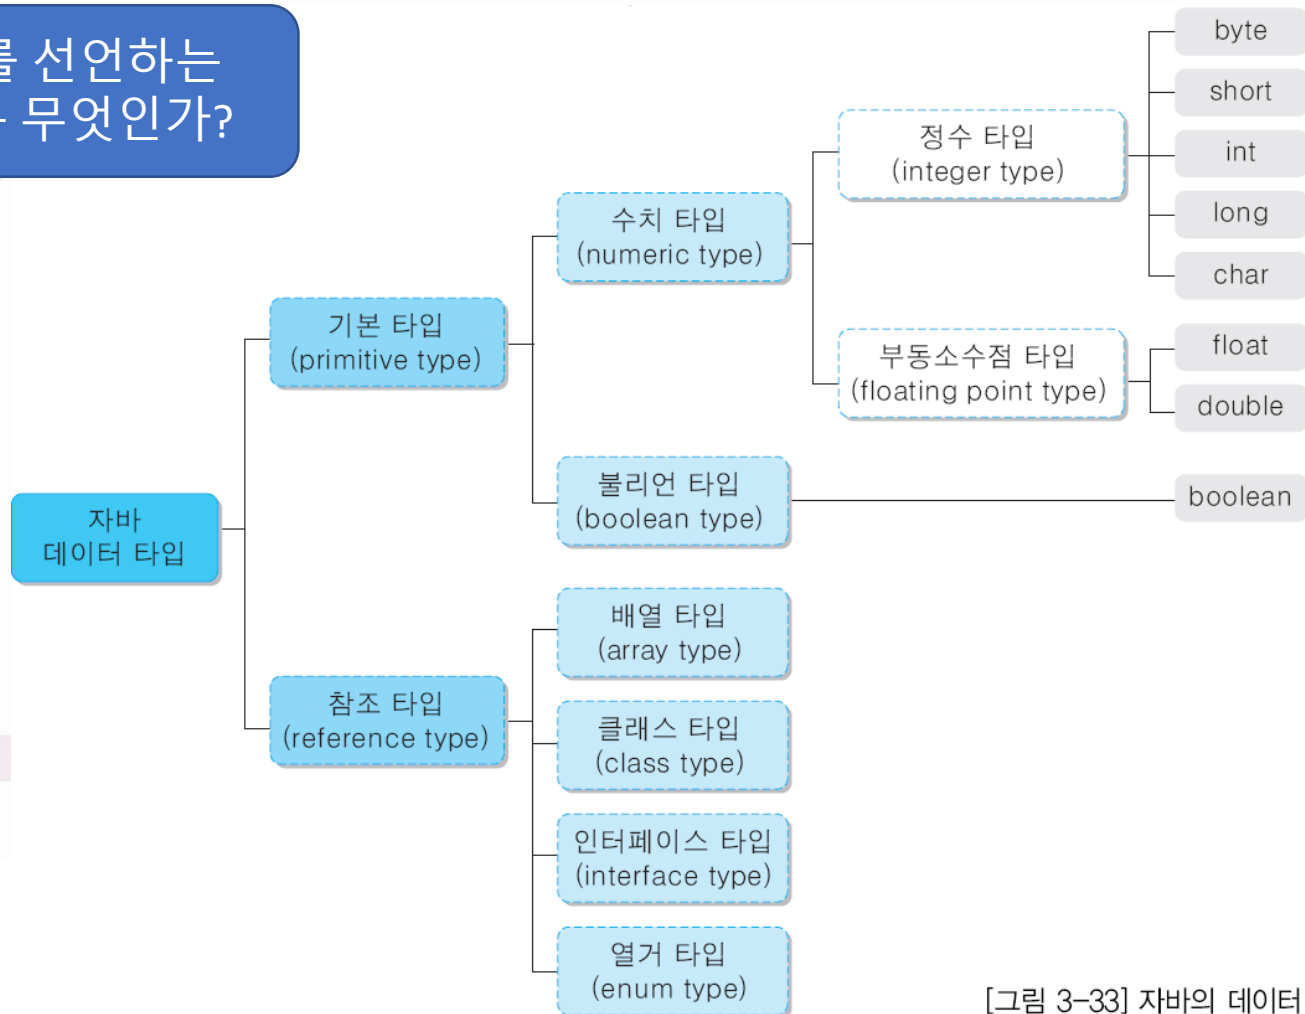 를 선언하는
무엇인가?
byte
short
정수 타입
(integer type)
int
long
char
수치 타입
(numeric type)
기본 타입
(primitive type)
부동소수점 타입
(floating point type)
float
double
불리언 타입
(boolean type)
boolean
자바
데이터 타입
배열 타입
(array type)
참조 타입
(reference type)
클래스 타입
(class type)
인터페이스 타입
(interface type)
열거 타입
(enum type)
[그림 3-33] 자바의 데이터